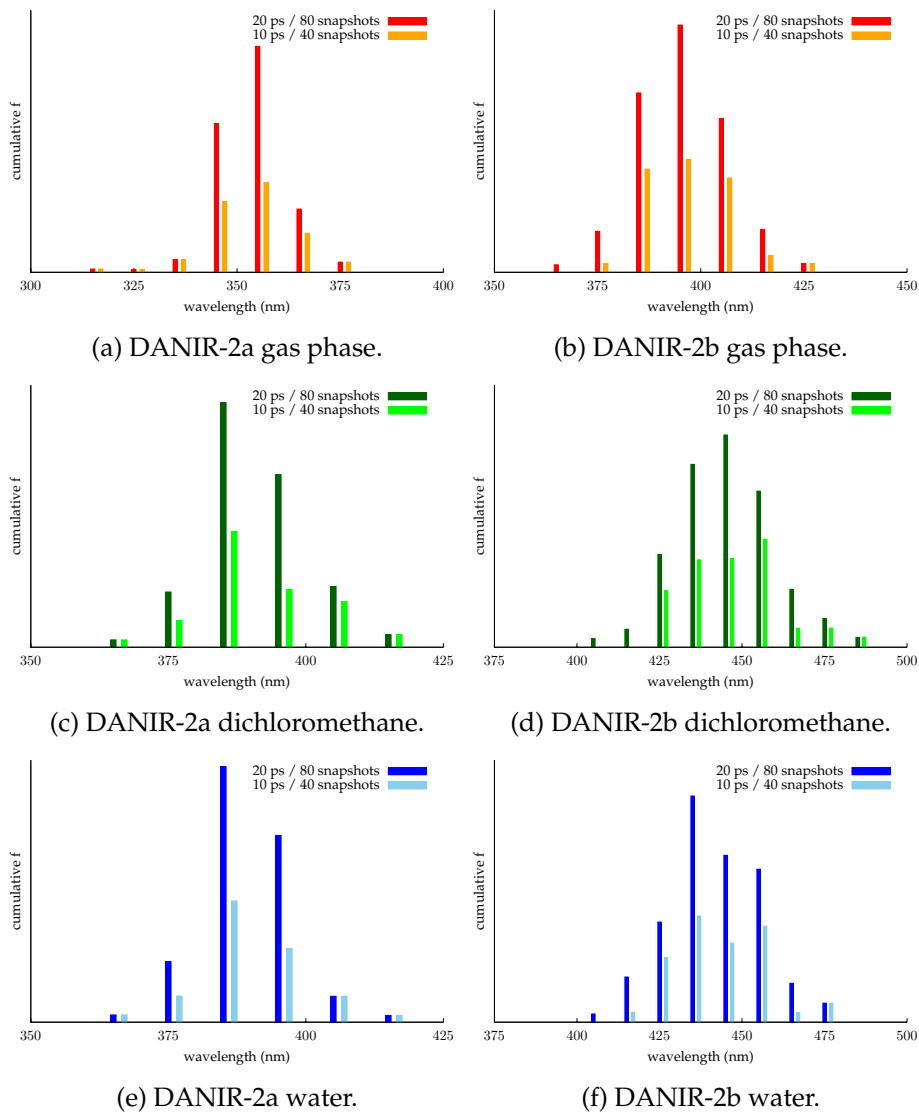 20 ps / 80 snapshots
10 ps / 40 snapshots
cumulative f
300 325 350 375 400
wavelength (nm)
(a) DANIR-2a gas phase.
20 ps / 80 snapshots
10 ps / 40 snapshots
cumulative f
350 375 400 425 450
wavelength (nm)
(b) DANIR-2b gas phase.
20 ps / 80 snapshots
10 ps / 40 snapshots
cumulative f
350 375 400 425
wavelength (nm)
(c) DANIR-2a dichloromethane.
20 ps / 80 snapshots
10 ps / 40 snapshots
cumulative f
375 400 425 450 475 500
wavelength (nm)
(d) DANIR-2b dichloromethane.
20 ps / 80 snapshots
10 ps / 40 snapshots
cumulative f
350 375 400 425
wavelength (nm)
(e) DANIR-2a water.
20 ps / 80 snapshots
10 ps / 40 snapshots
cumulative f
375 400 425 450 475 500
wavelength (nm)
(f) DANIR-2b water.